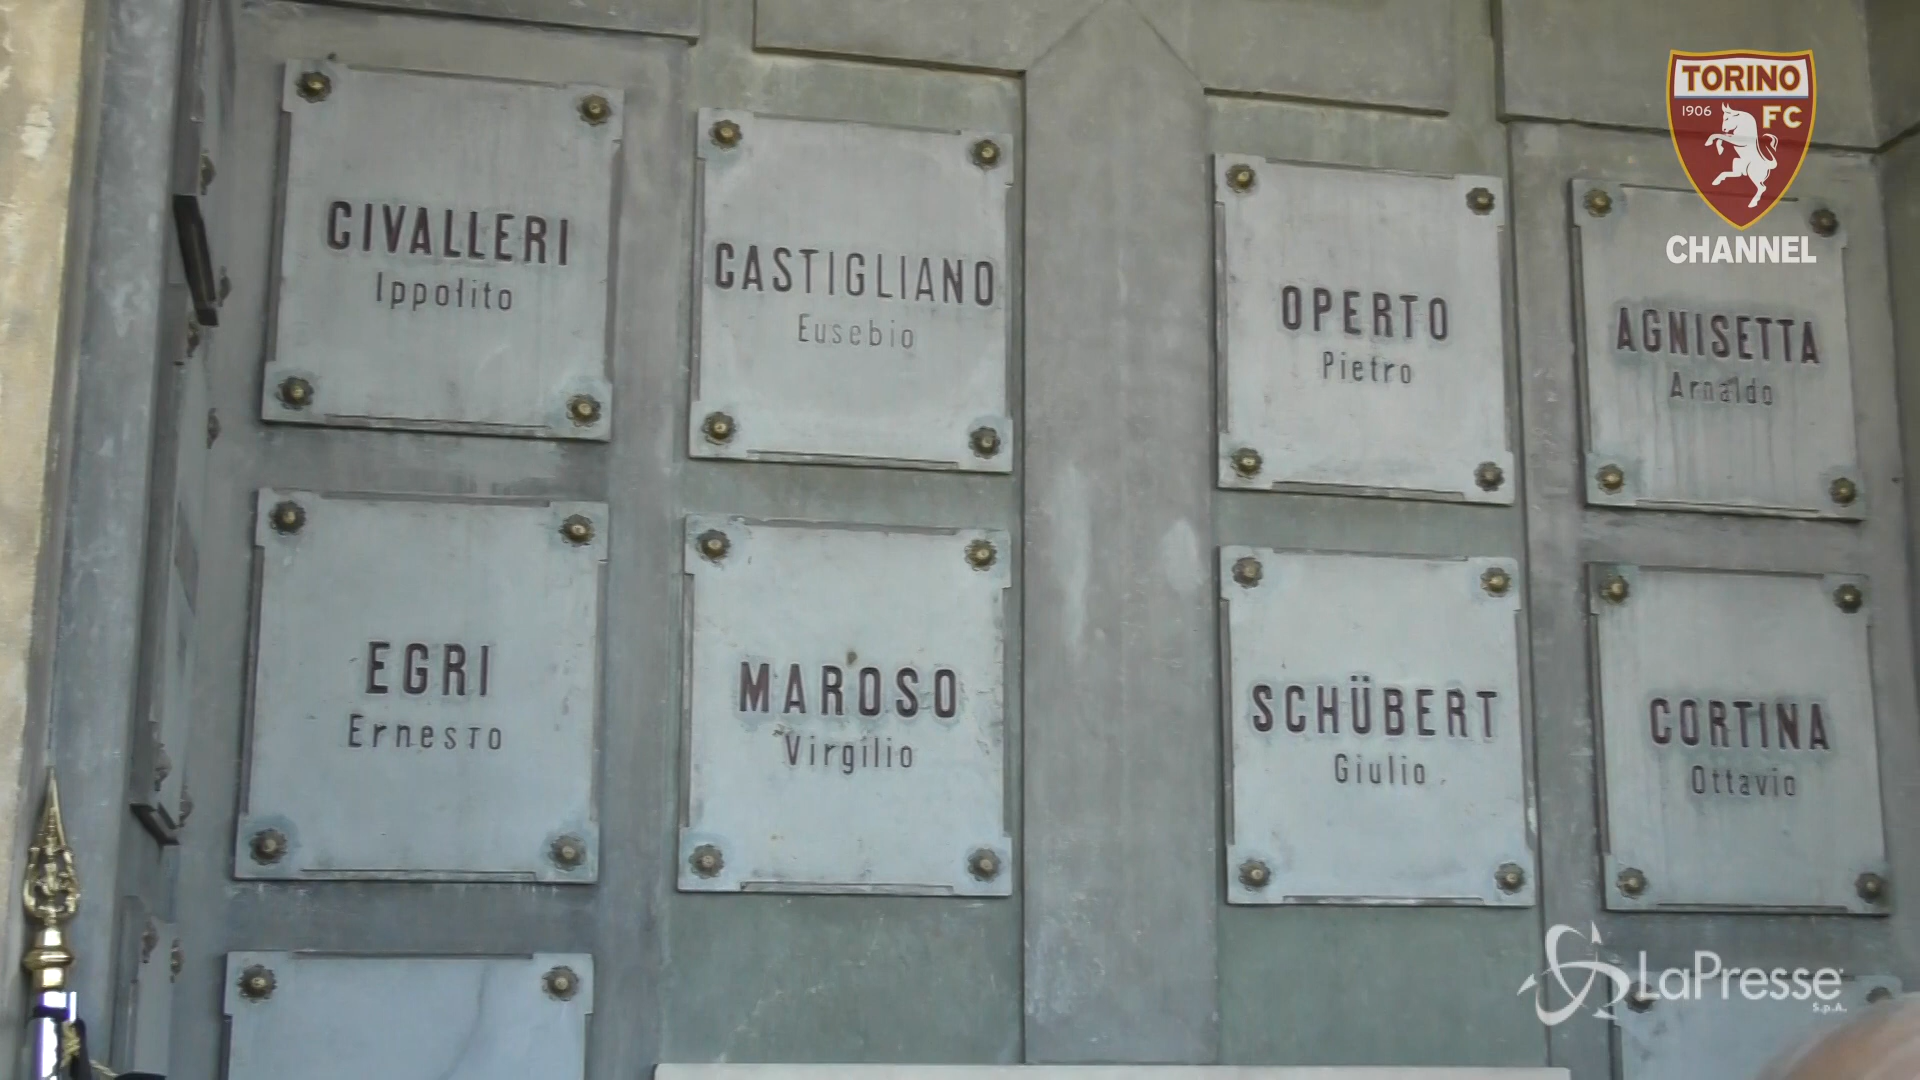 CIVALLERI
Ippolito
CASTIGLIANO
Eusebio
OPERTO
Pietro
AGNISETTA
Arnaldo
EGRI
Ernesto
MAROSO
Virgilio
SCHÜBERT
Giulio
CORTINA
Ottavio
TORINO
1906 FC
CHANNEL
LaPresse
S.p.A.